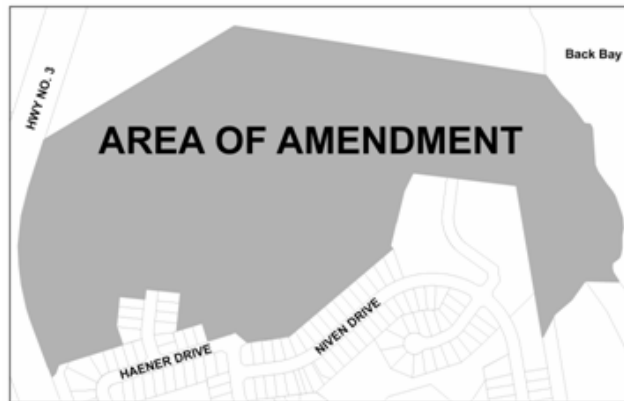 HWY NO. 3
Back Bay
AREA OF AMENDMENT
NIVEN DRIVE
HAENER DRIVE